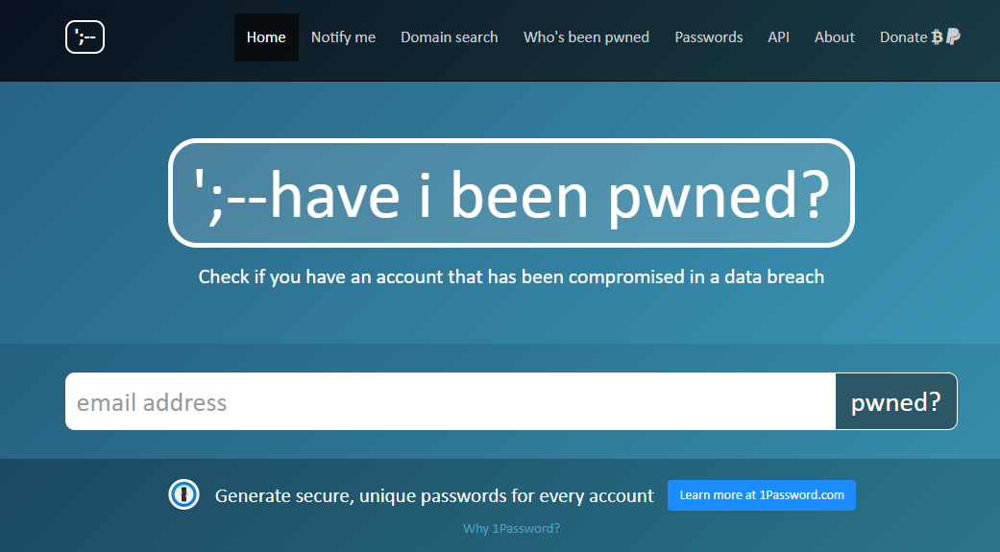 ';--
Home Notify me Domain search Who's been pwned Passwords API About Donate
';--have i been pwned?
Check if you have an account that has been compromised in a data breach
email address pwned?
Generate secure, unique passwords for every account Learn more at 1Password.com
Why 1Password?